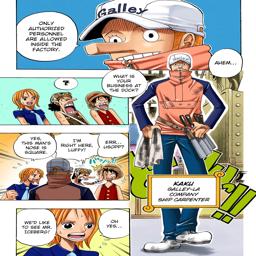 ONLY
AUTHORIZED
PERSONNEL
ARE ALLOWED
INSIDE THE
FACTORY.
Galley
AHEM...
?
WHAT IS
YOUR
BUSINESS AT
THE DOCK?
YES,
THIS MAN'S
NOSE IS
SQUARE.
I'M
RIGHT HERE,
LUFFY!
ERR...
USOPP?
KAKU
GALLEY-LA
COMPANY
SHIP CARPENTER
WE'D LIKE
TO SEE MR.
ICEBERG!
OH
YES...